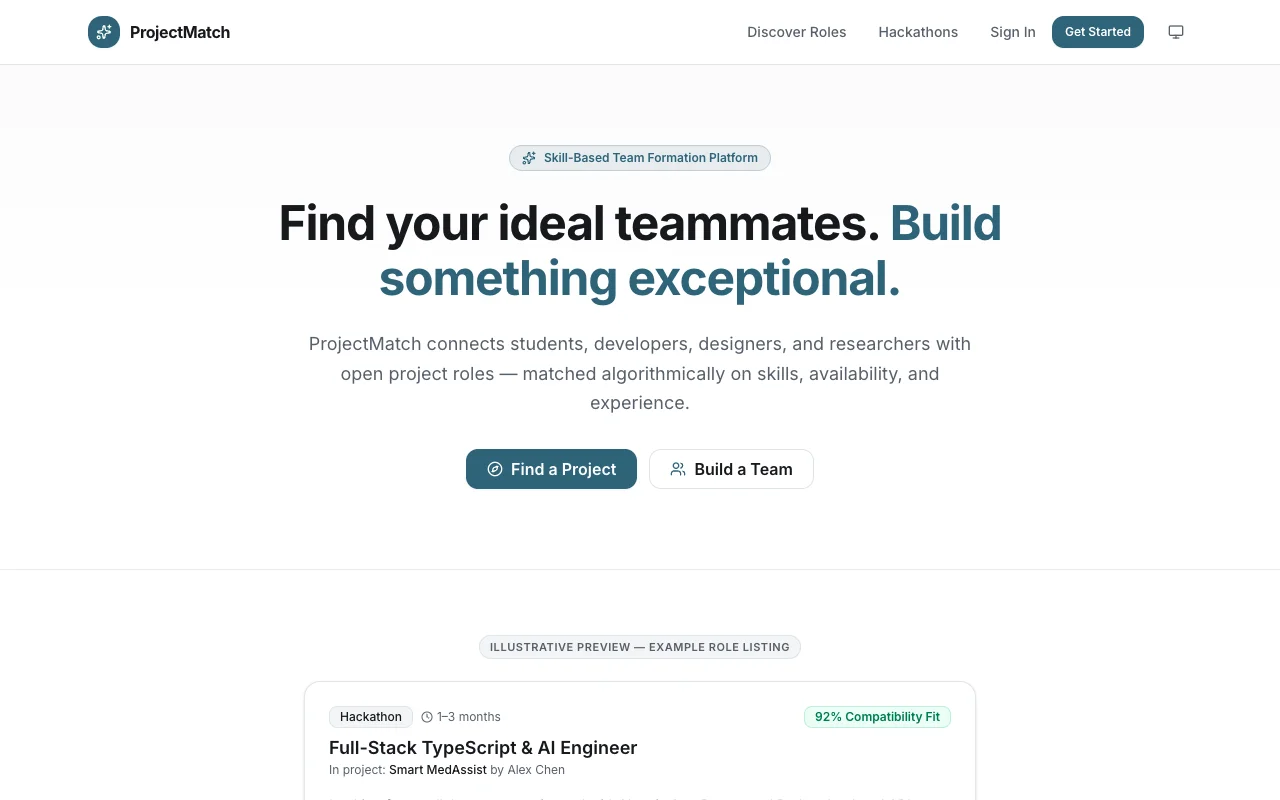 ProjectMatch
Discover Roles
Hackathons
Sign In
Get Started
Skill-Based Team Formation Platform
Find your ideal teammates. Build
something exceptional.
ProjectMatch connects students, developers, designers, and researchers with
open project roles — matched algorithmically on skills, availability, and
experience.
Find a Project
Build a Team
ILLUSTRATIVE PREVIEW — EXAMPLE ROLE LISTING
Hackathon
1–3 months
92% Compatibility Fit
Full-Stack TypeScript & AI Engineer
In project: Smart MedAssist by Alex Chen